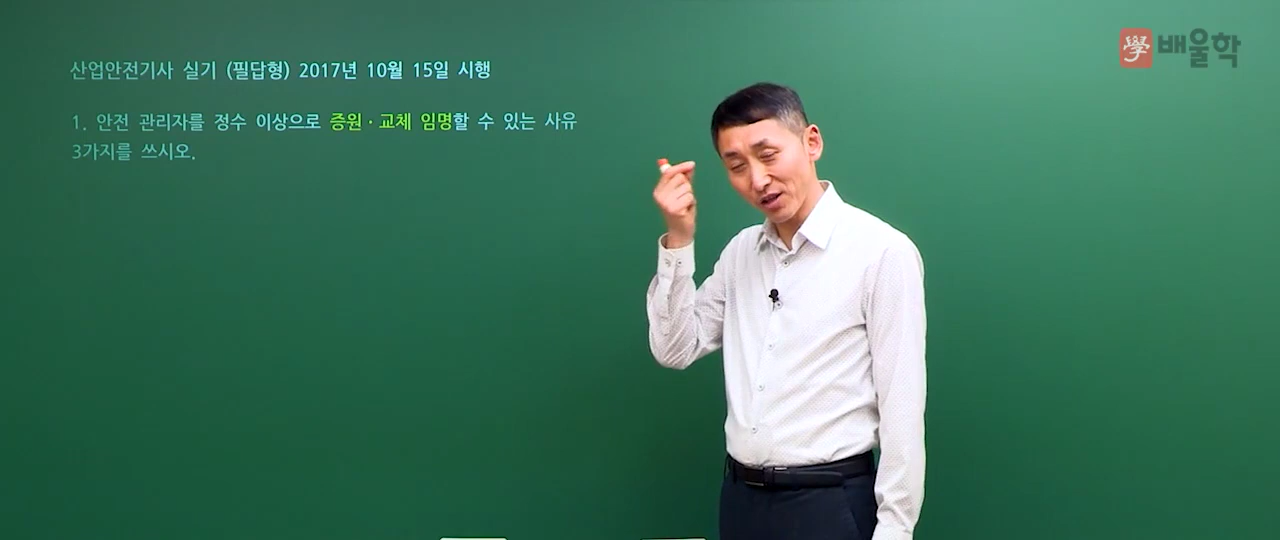 學 배울학
산업안전기사 실기 (필답형) 2017년 10월 15일 시행
1. 안전 관리자를 정수 이상으로 증원·교체 임명할 수 있는 사유
3가지를 쓰시오.